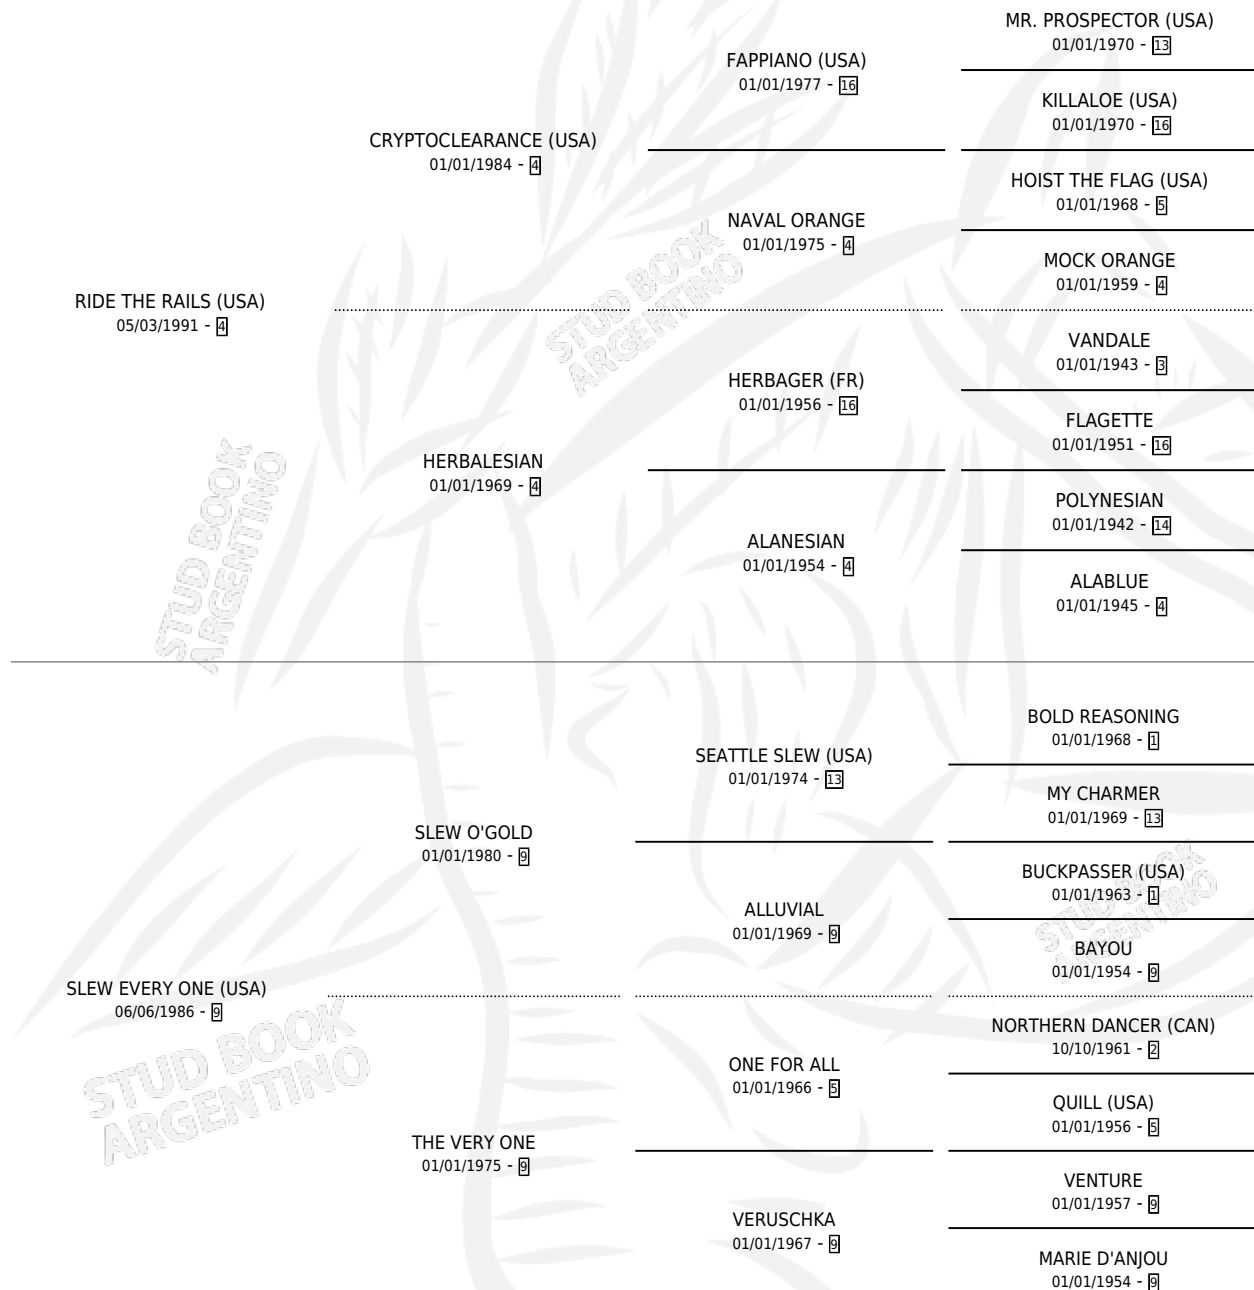 MR. PROSPECTOR (USA)
01/01/1970 - 13
FAPPIANO (USA)
01/01/1977 - 16
KILLALOE (USA)
01/01/1970 - 16
CRYPTOCLEARANCE (USA)
01/01/1984 - 4
HOIST THE FLAG (USA)
01/01/1968 - 5
NAVAL ORANGE
01/01/1975 - 4
MOCK ORANGE
01/01/1959 - 4
RIDE THE RAILS (USA)
05/03/1991 - 4
VANDALE
01/01/1943 - 3
HERBAGER (FR)
01/01/1956 - 16
FLAGETTE
01/01/1951 - 16
HERBALESIAN
01/01/1969 - 4
POLYNESIAN
01/01/1942 - 14
ALANESIAN
01/01/1954 - 4
ALABLUE
01/01/1945 - 4
BOLD REASONING
01/01/1968 - 1
SEATTLE SLEW (USA)
01/01/1974 - 13
MY CHARMER
01/01/1969 - 13
SLEW O'GOLD
01/01/1980 - 9
BUCKPASSER (USA)
01/01/1963 - 1
ALLUVIAL
01/01/1969 - 9
BAYOU
01/01/1954 - 9
SLEW EVERY ONE (USA)
06/06/1986 - 9
NORTHERN DANCER (CAN)
10/10/1961 - 2
ONE FOR ALL
01/01/1966 - 5
QUILL (USA)
01/01/1956 - 5
THE VERY ONE
01/01/1975 - 9
VENTURE
01/01/1957 - 9
VERUSCHKA
01/01/1967 - 9
MARIE D'ANJOU
01/01/1954 - 9
STUD BOOK
ARGENTINO
STUD BOOK
ARGENTINO
STUD BOOK
ARGENTINO
STUD BOOK
ARGENTINO